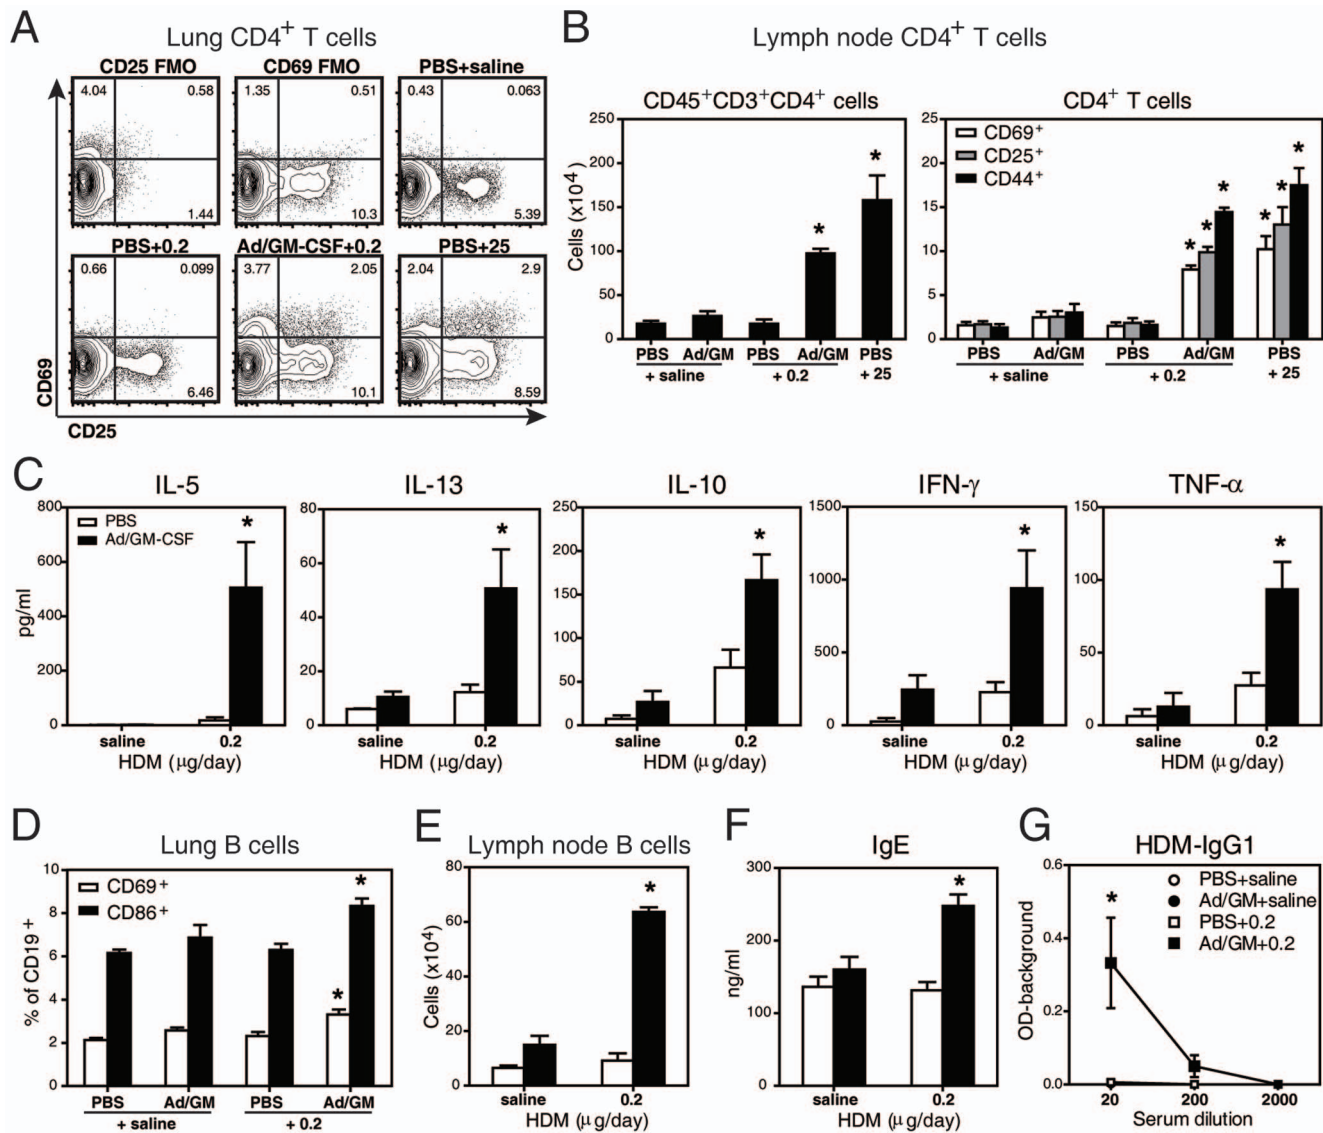 A
Lung CD4+ T cells
CD25 FMO
CD69 FMO
PBS+saline
4.04
0.58
1.35
0.51
0.43
0.063
1.44
10.3
5.39
PBS+0.2
Ad/GM-CSF+0.2
PBS+25
0.66
0.099
3.77
2.05
2.04
2.9
6.46
10.1
8.59
CD69
CD25
B
Lymph node CD4+ T cells
CD45+CD3+CD4+ cells
250
200
150
100
50
0
Cells (x10⁴)
*
*
PBS
Ad/GM
PBS
Ad/GM
PBS
+ saline
+ 0.2
+ 25
CD4+ T cells
25
20
15
10
5
0
CD69+
CD25+
CD44+
*
*
*
*
*
*
PBS
Ad/GM
PBS
Ad/GM
PBS
+ saline
+ 0.2
+ 25
C
IL-5
800
600
400
200
0
pg/ml
PBS
Ad/GM-CSF
*
saline
0.2
HDM (µg/day)
IL-13
80
60
40
20
0
*
saline
0.2
HDM (µg/day)
IL-10
250
200
150
100
50
0
*
saline
0.2
HDM (µg/day)
IFN-γ
1500
1000
500
0
*
saline
0.2
HDM (µg/day)
TNF-α
150
100
50
0
*
saline
0.2
HDM (µg/day)
D
Lung B cells
10
8
6
4
2
0
% of CD19+
CD69+
CD86+
*
*
PBS
Ad/GM
PBS
Ad/GM
+ saline
+ 0.2
E
Lymph node B cells
80
60
40
20
0
Cells (x10⁴)
*
saline
0.2
HDM (µg/day)
F
IgE
300
200
150
100
0
ng/ml
*
saline
0.2
HDM (µg/day)
G
HDM-IgG1
0.6
0.4
0.2
0.0
OD-background
PBS+saline
Ad/GM+saline
PBS+0.2
Ad/GM+0.2
*
20
200
2000
Serum dilution